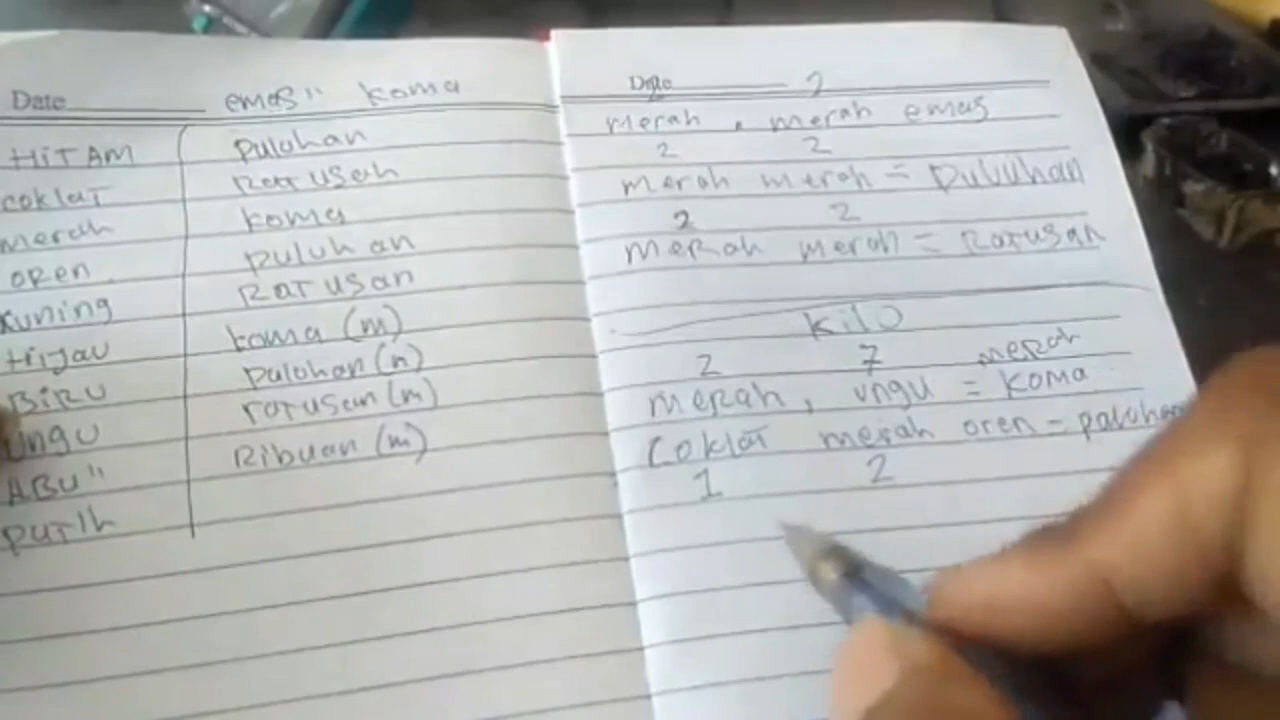 Date emas" koma
HITAM Puluhan
coklat Ratusan
merah koma
oren puluhan
kuning Ratusan
Hijau koma (m)
BIRU puluhan (m)
ungu ratusan (m)
ABU" Ribuan (m)
PUTIh
Date 2
merah , merah emas
2 2
merah merah = puluhan
2 2
merah merah = Ratusan
kilo
2 7 merah
merah, ungu = koma
Coklat merah oren = puluhan
1 2